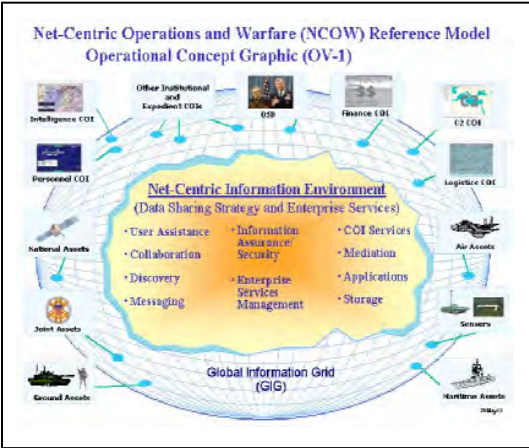 Net-Centric Operations and Warfare (NCOW) Reference Model
Operational Concept Graphic (OV-1)
Other Institutional
and
Expedient COIs
OSD
Finance COI
Intelligence COI
C2 COI
Personnel COI
Logistics COI
Net-Centric Information Environment
(Data Sharing Strategy and Enterprise Services)
• User Assistance
• Collaboration
• Discovery
• Messaging
• Information
Assurance/
Security
• Enterprise
Services
Management
• COI Services
• Mediation
• Applications
• Storage
National Assets
Air Assets
Joint Assets
Sensors
Global Information Grid
(GIG)
Ground Assets
Maritime Assets